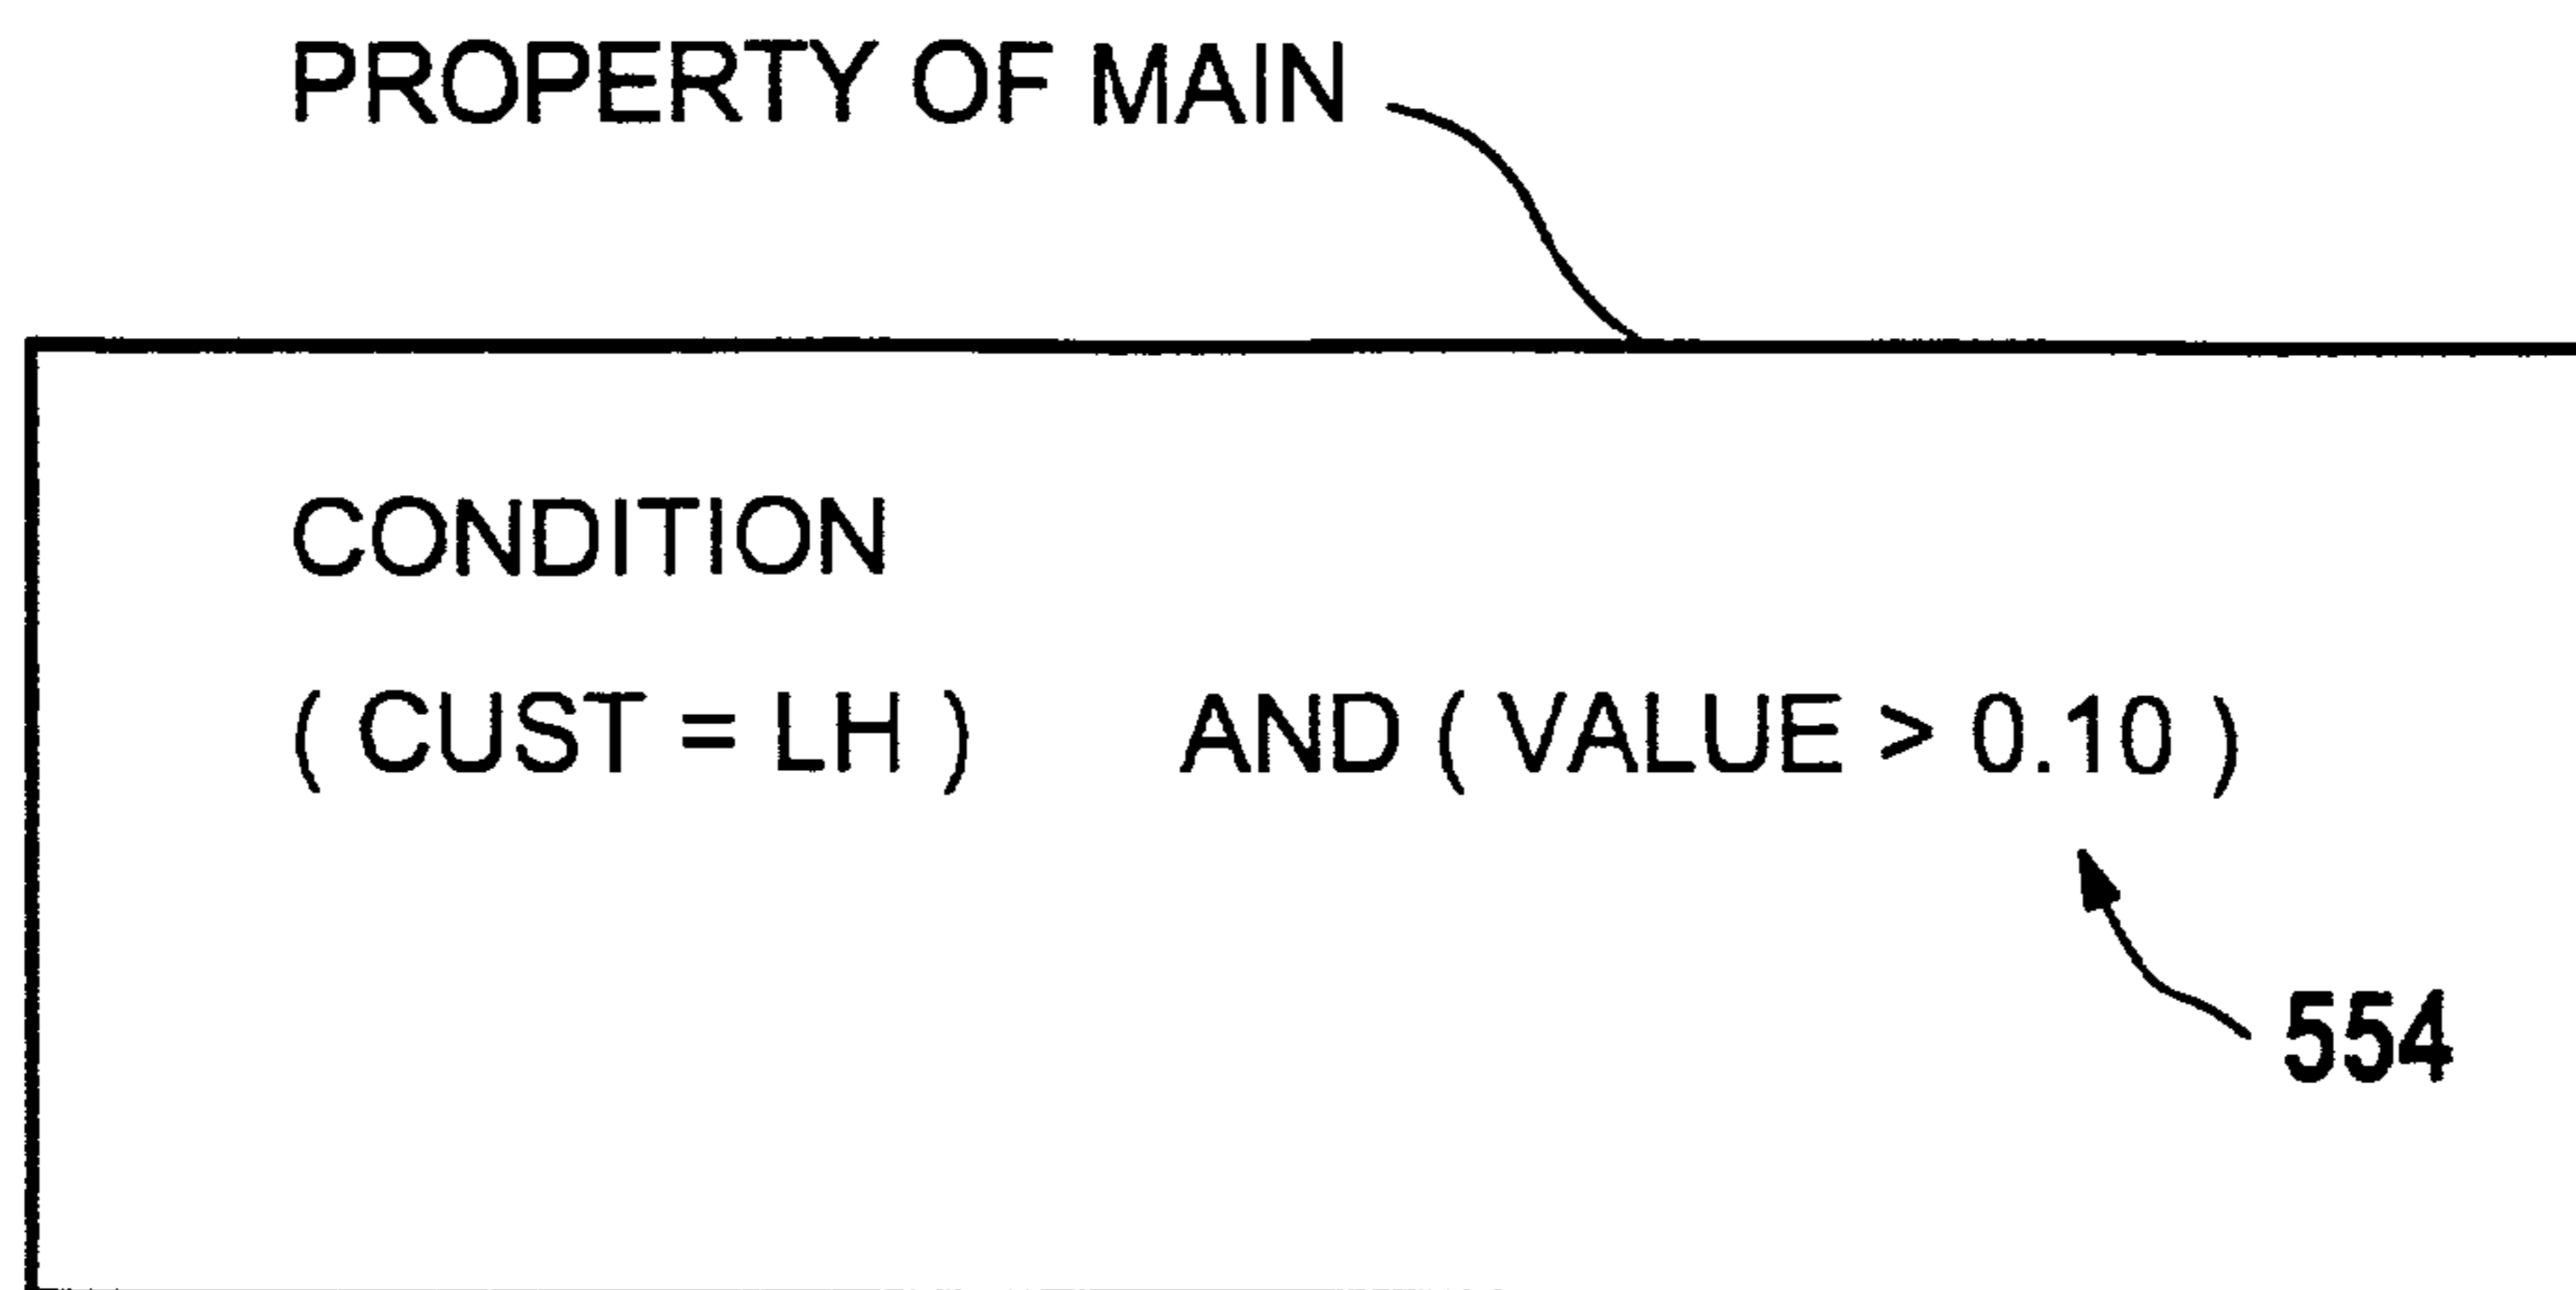 PROPERTY OF MAIN
CONDITION
( CUST = LH ) AND ( VALUE > 0.10 )
554